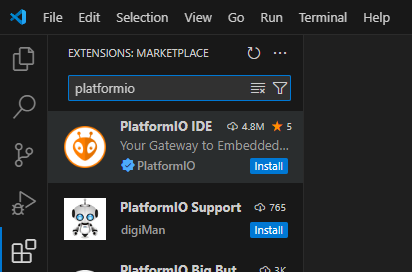 File Edit Selection View Go Run Terminal Help
EXTENSIONS: MARKETPLACE
platformio
PlatformIO IDE 4.8M 5
Your Gateway to Embedded...
PlatformIO Install
PlatformIO Support 765
digiMan Install
PlatformIO Big But 3K